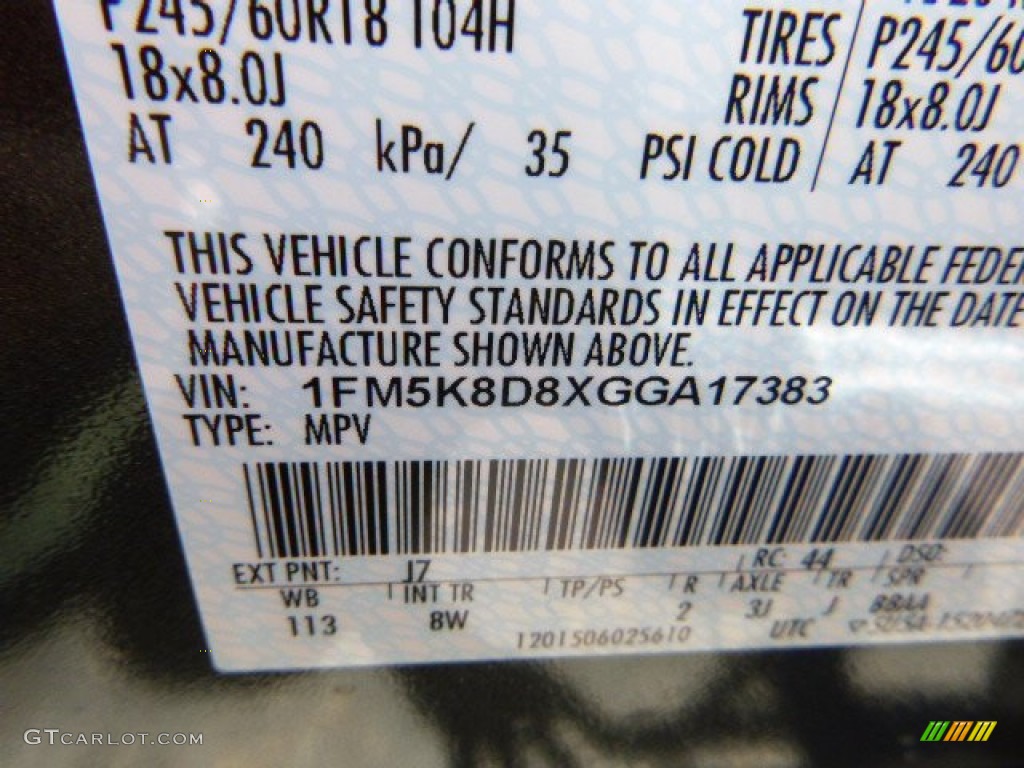 P245/60R18 104H TIRES P245/60
18x8.0J RIMS 18x8.0J
AT 240 kPa/ 35 PSI COLD AT 240
THIS VEHICLE CONFORMS TO ALL APPLICABLE FEDER
VEHICLE SAFETY STANDARDS IN EFFECT ON THE DATE
MANUFACTURE SHOWN ABOVE.
VIN: 1FM5K8D8XGGA17383
TYPE: MPV
EXT PNT: J7 RC: 44 DSO:
WB INT TR TP/PS R AXLE TR SPR
113 8W 2 3J J BBAA
1201506025610 UTC
GTCARLOT.COM